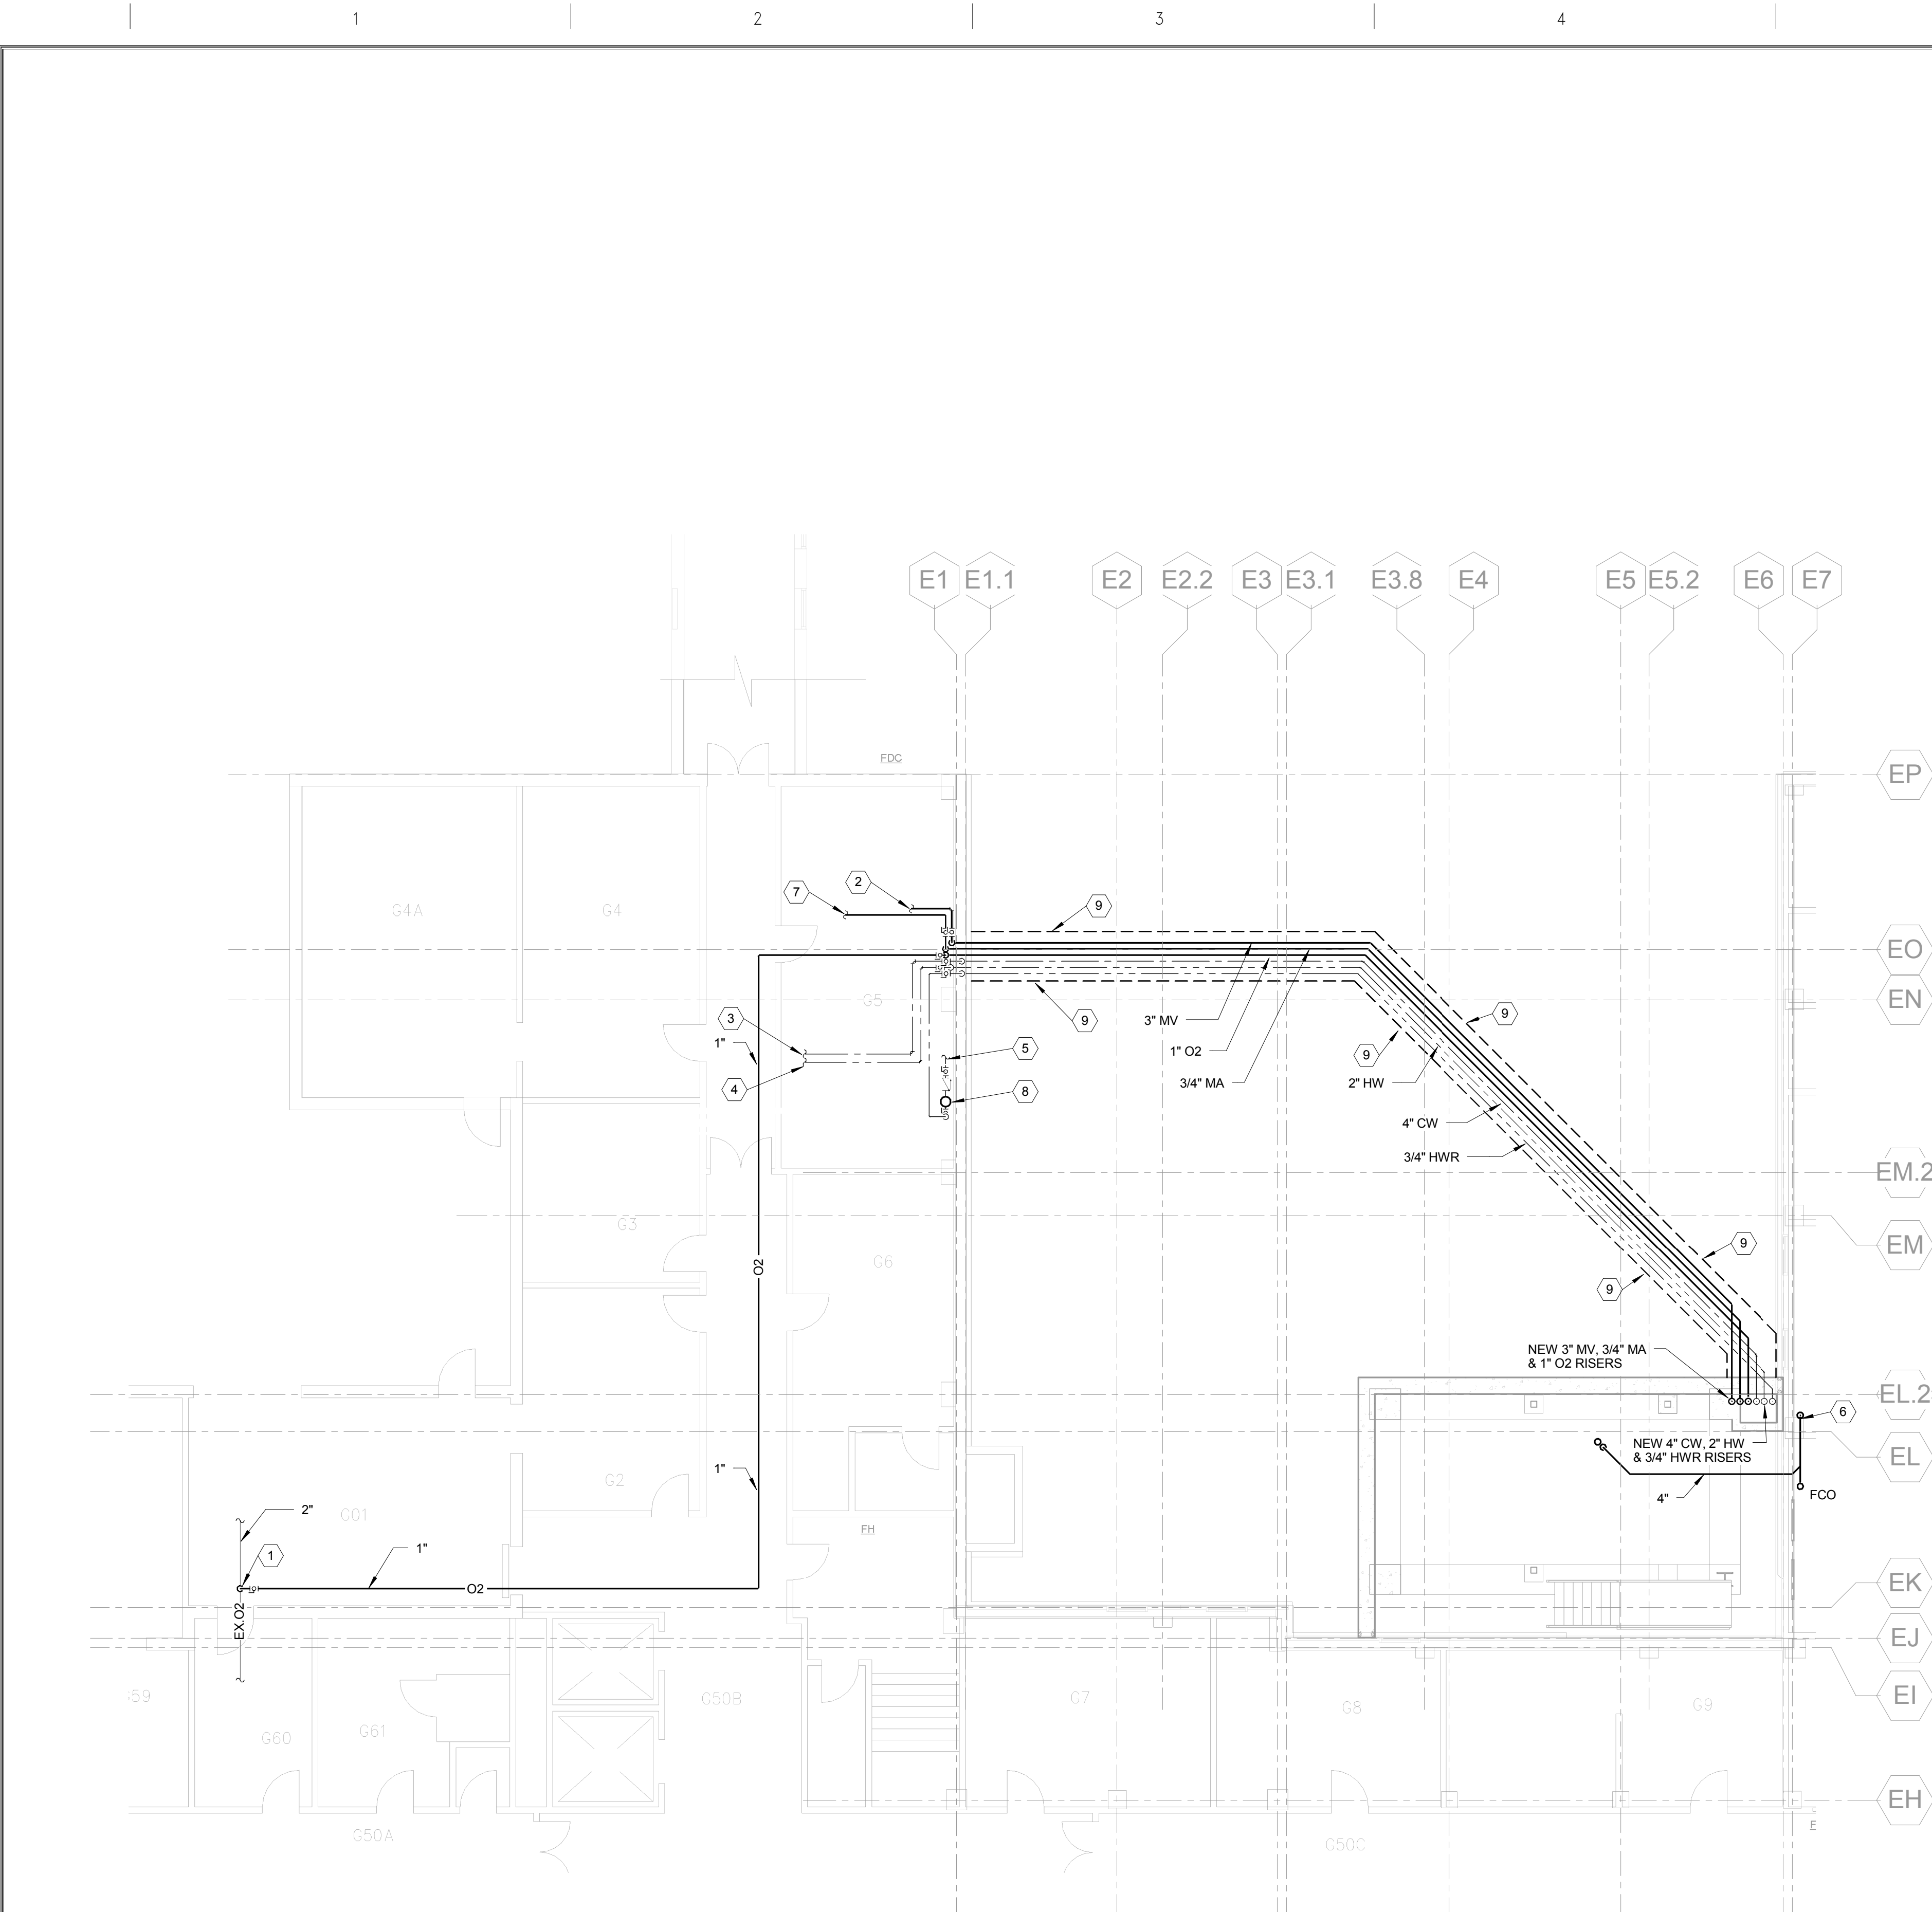 1
2
3
4
E1
E1.1
E2
E2.2
E3
E3.1
E3.8
E4
E5
E5.2
E6
E7
FDC
EP
7
2
9
G4A
G4
EO
EN
G5
3
1"
4
5
8
9
3" MV
1" O2
3/4" MA
9
9
2" HW
4" CW
3/4" HWR
EM.2
G3
O2
G6
EM
9
9
NEW 3" MV, 3/4" MA
& 1" O2 RISERS
EL.2
6
NEW 4" CW, 2" HW
& 3/4" HWR RISERS
EL
1"
G2
4"
FCO
2"
G01
FH
1
1"
O2
EK
EX.O2
EJ
EI
G59
G60
G61
G50B
G7
G8
G9
EH
G50A
G50C
F